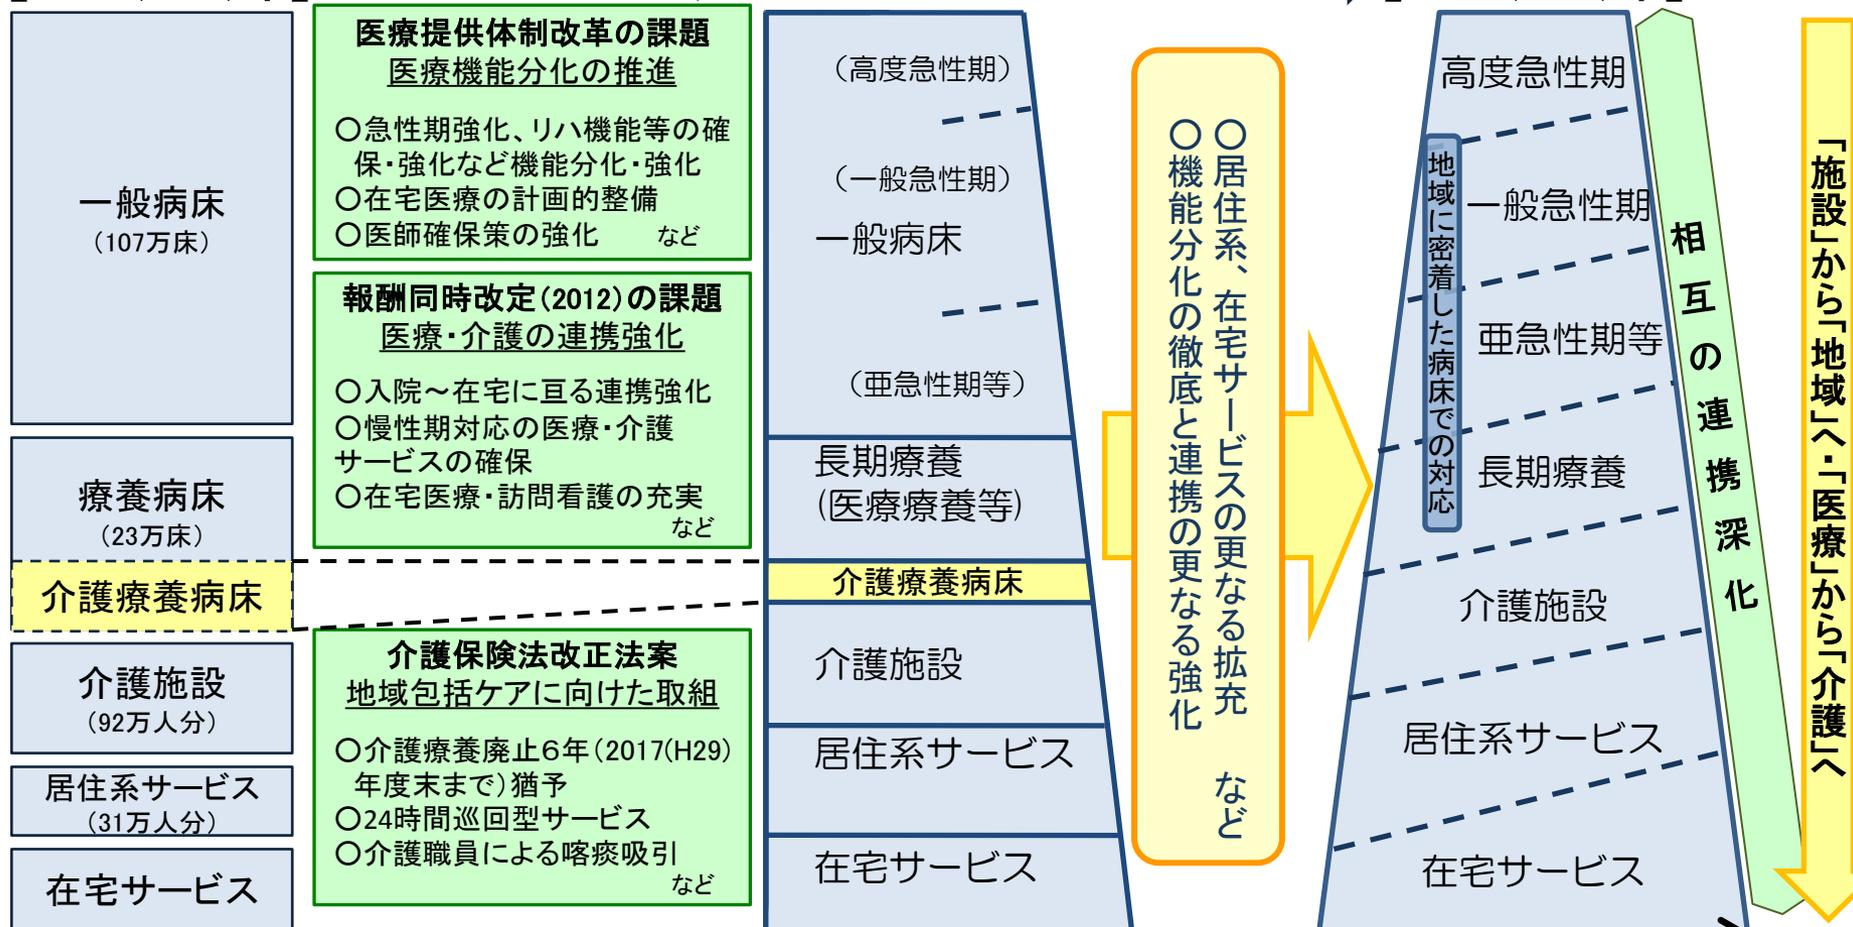 一般病床
(107万床)
療養病床
(23万床)
介護療養病床
介護施設
(92万人分)
居住系サービス
(31万人分)
在宅サービス
医療提供体制改革の課題
医療機能分化の推進
○急性期強化、リハ機能等の確
保・強化など機能分化・強化
○在宅医療の計画的整備
○医師確保策の強化 など
報酬同時改定(2012)の課題
医療・介護の連携強化
○入院~在宅に亘る連携強化
○慢性期対応の医療・介護
サービスの確保
○在宅医療・訪問看護の充実
など
介護保険法改正法案
地域包括ケアに向けた取組
○介護療養廃止6年(2017(H29)
年度末まで)猶予
○24時間巡回型サービス
○介護職員による喀痰吸引
など
(高度急性期)
(一般急性期)
一般病床
(亜急性期等)
長期療養
(医療療養等)
介護療養病床
介護施設
居住系サービス
在宅サービス
○居住系、在宅サービスの更なる拡充 など
○機能分化の徹底と連携の更なる強化
高度急性期
一般急性期
亜急性期等
長期療養
介護施設
居住系サービス
在宅サービス
地域に密着した病床での対応
相互の連携深化
「施設」から「地域」へ・「医療」から「介護」へ